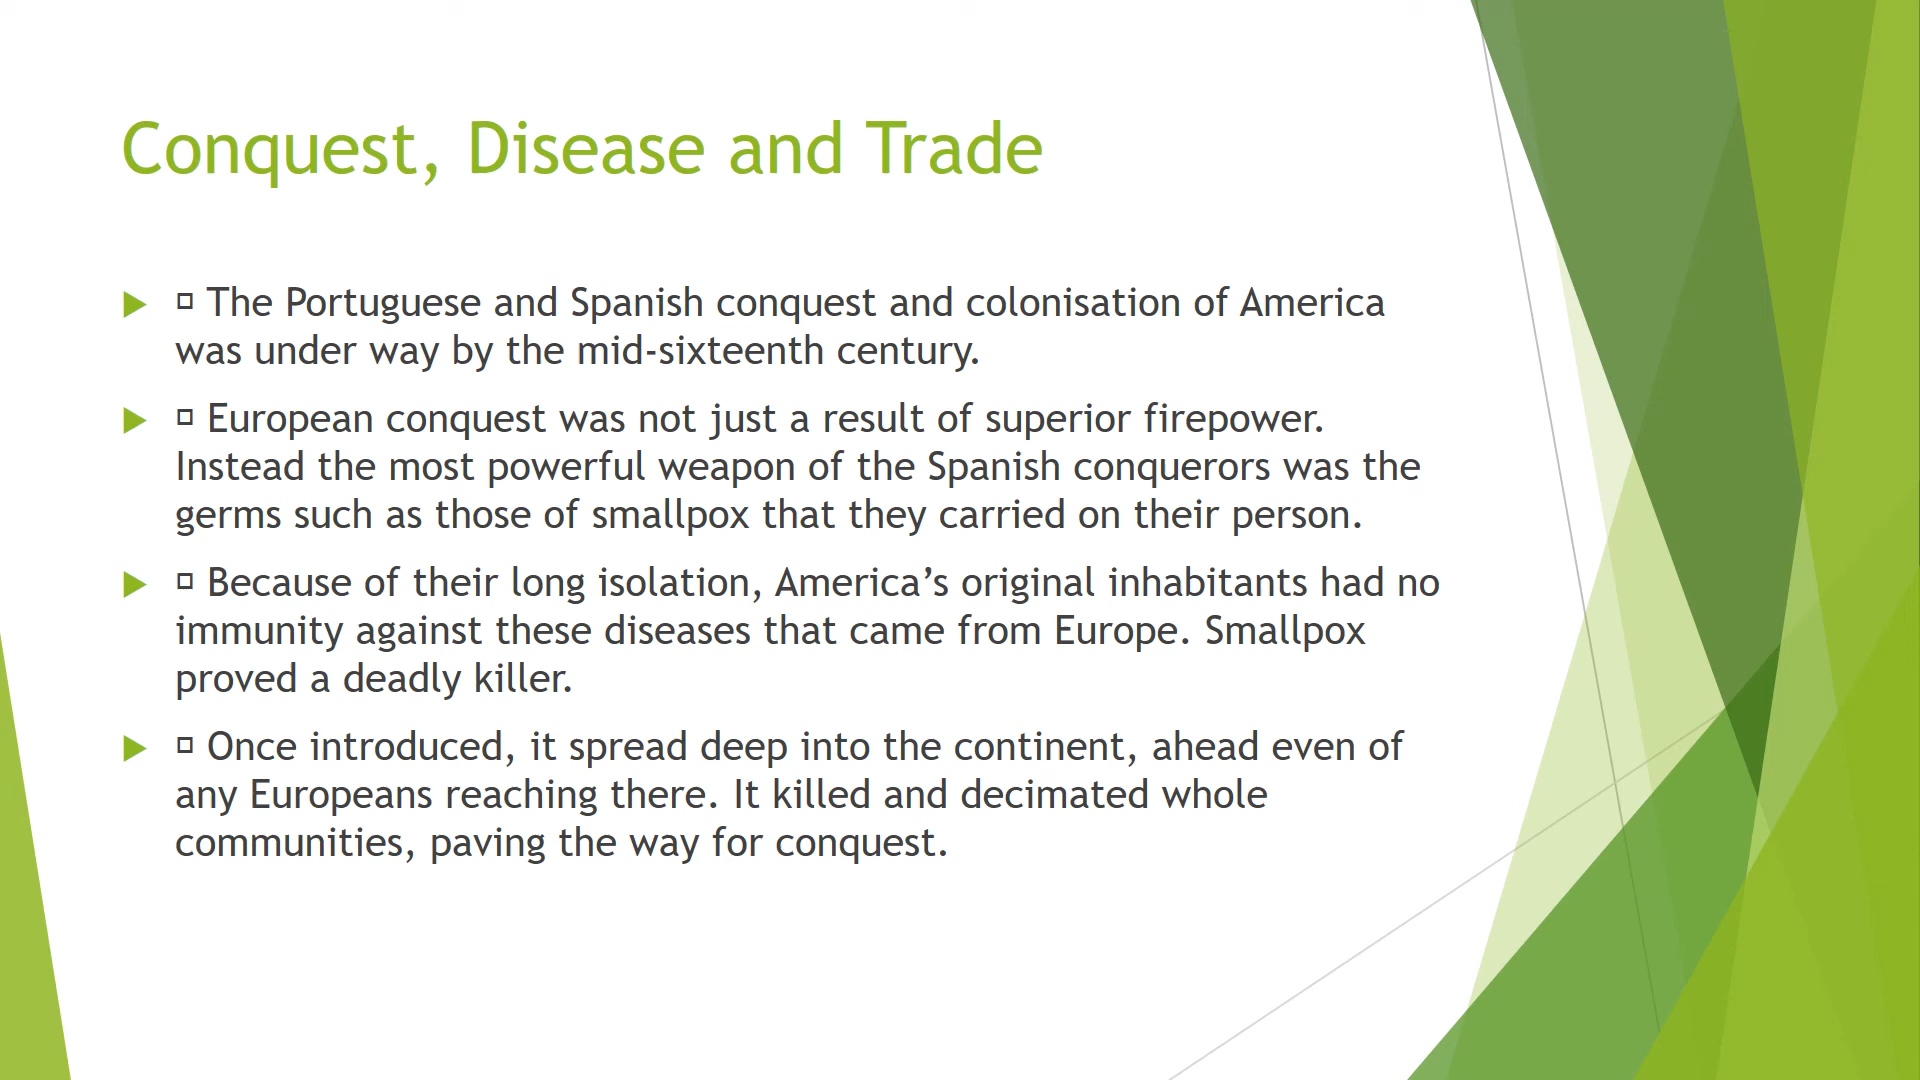 Conquest, Disease and Trade
▶ □ The Portuguese and Spanish conquest and colonisation of America
was under way by the mid-sixteenth century.
▶ □ European conquest was not just a result of superior firepower.
Instead the most powerful weapon of the Spanish conquerors was the
germs such as those of smallpox that they carried on their person.
▶ □ Because of their long isolation, America’s original inhabitants had no
immunity against these diseases that came from Europe. Smallpox
proved a deadly killer.
▶ □ Once introduced, it spread deep into the continent, ahead even of
any Europeans reaching there. It killed and decimated whole
communities, paving the way for conquest.